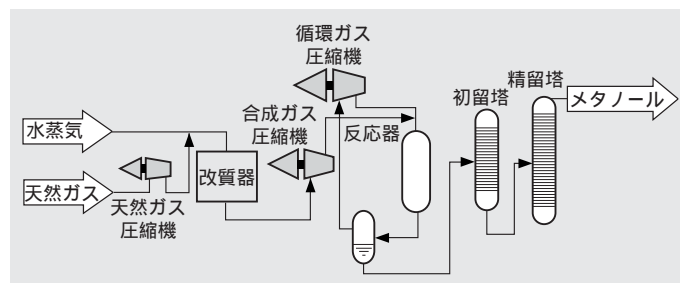 循環ガス
圧縮機
精留塔
初留塔
メタノール
合成ガス
圧縮機
反応器
水蒸気
改質器
天然ガス
天然ガス
圧縮機